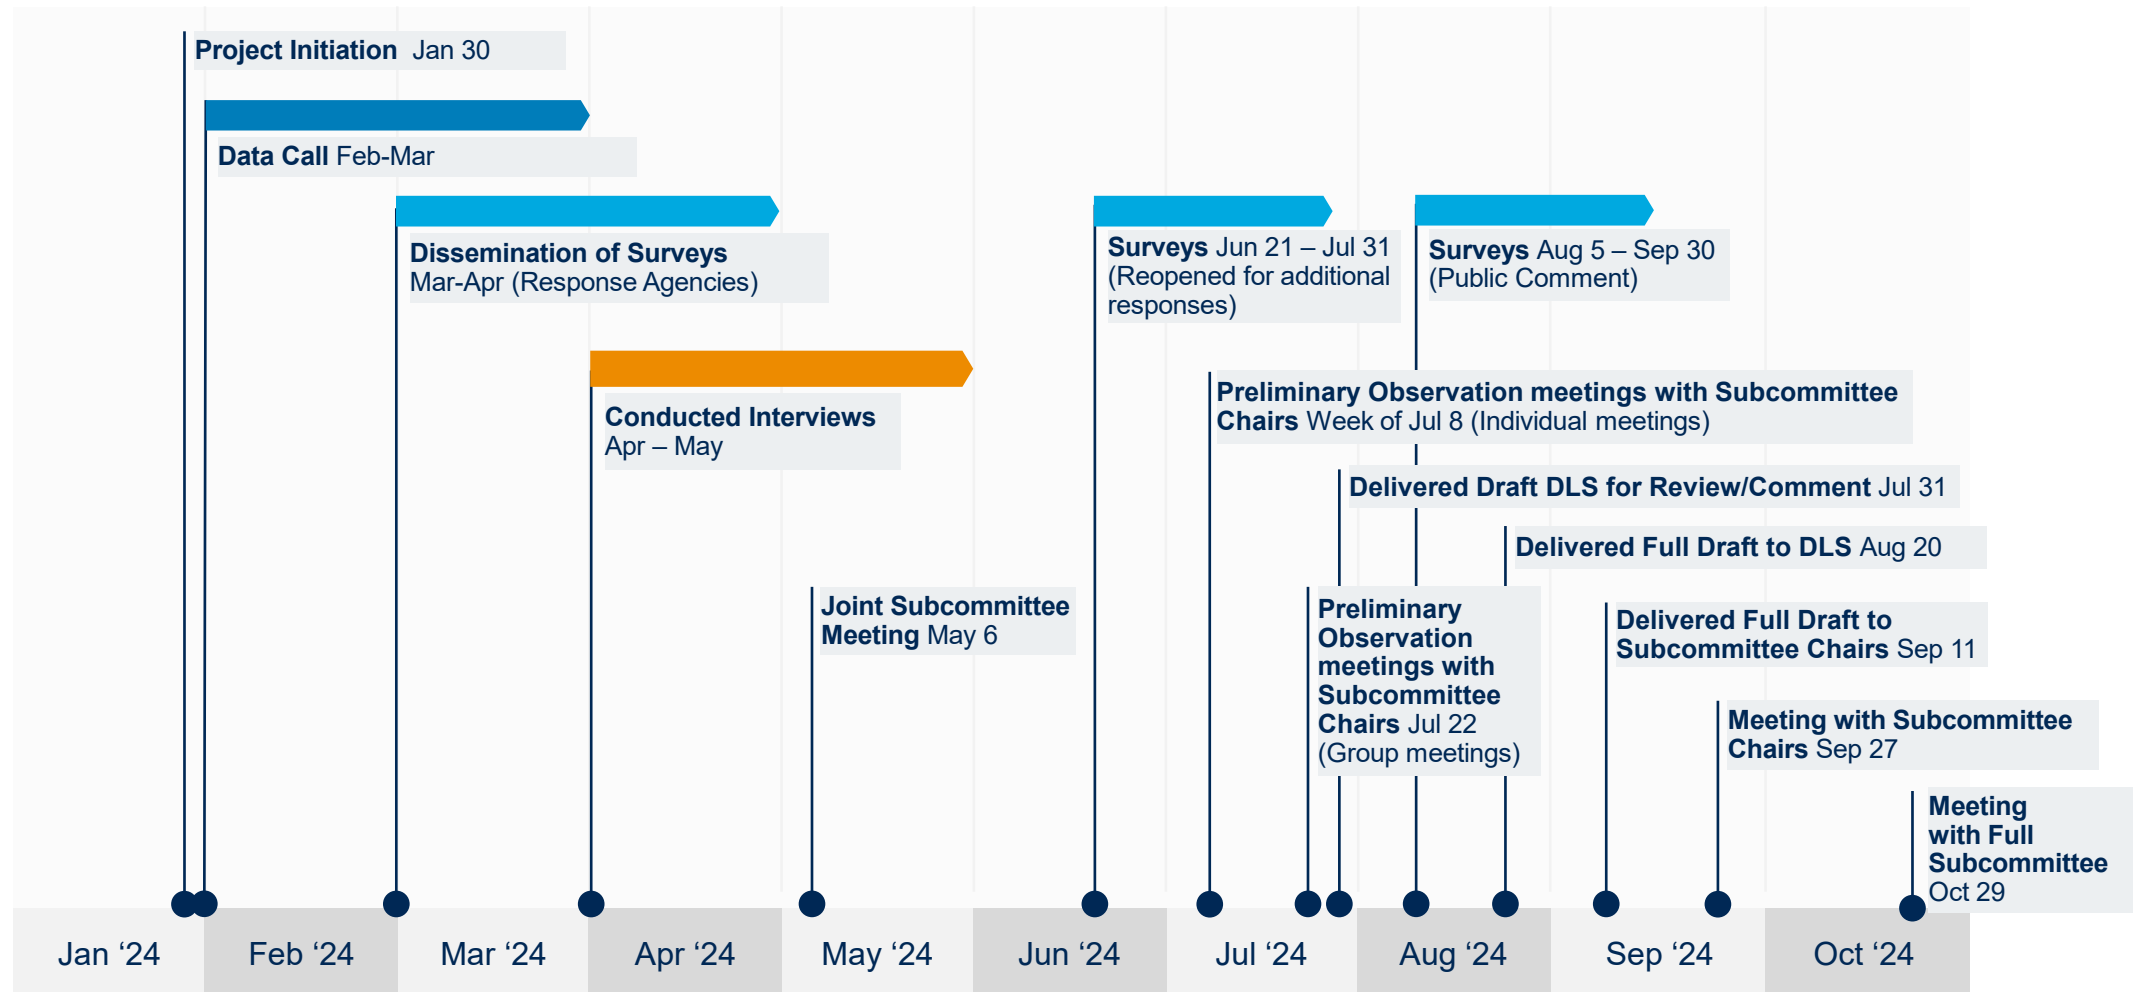 Project Initiation Jan 30
Data Call Feb-Mar
Dissemination of Surveys
Mar-Apr (Response Agencies)
Surveys Jun 21 – Jul 31
(Reopened for additional
responses)
Surveys Aug 5 – Sep 30
(Public Comment)
Conducted Interviews
Apr – May
Preliminary Observation meetings with Subcommittee
Chairs Week of Jul 8 (Individual meetings)
Delivered Draft DLS for Review/Comment Jul 31
Delivered Full Draft to DLS Aug 20
Joint Subcommittee
Meeting May 6
Preliminary
Observation
meetings with
Subcommittee
Chairs Jul 22
(Group meetings)
Delivered Full Draft to
Subcommittee Chairs Sep 11
Meeting with Subcommittee
Chairs Sep 27
Meeting
with Full
Subcommittee
Oct 29
Jan ‘24
Feb ‘24
Mar ‘24
Apr ‘24
May ‘24
Jun ‘24
Jul ‘24
Aug ‘24
Sep ‘24
Oct ‘24